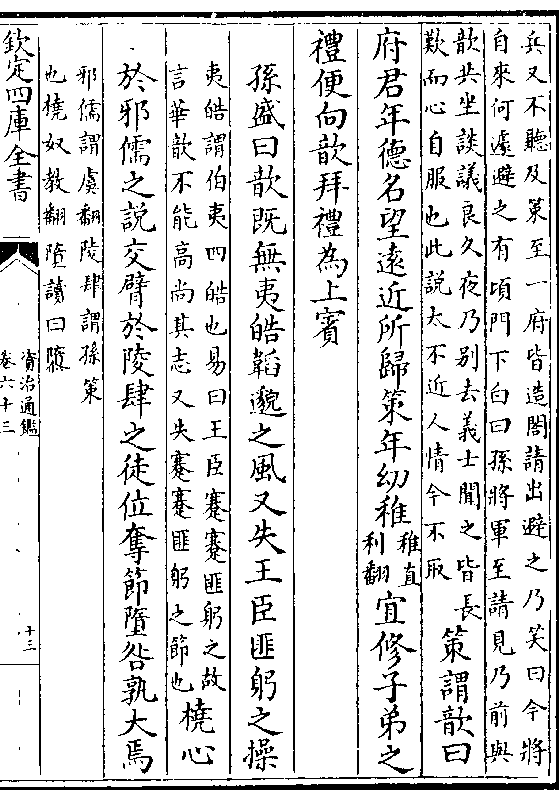 兵又不聽及策至一府皆造閤請出避之乃笑曰今將
自來何遽避之有頃門下白曰孫將軍至請見乃前與
歆共坐談議良久夜乃别去義士聞之皆長
歎而心自服也此説太不近人情今不取
策謂歆曰
府君年德名望遠近所歸策年幼稚
稚直
利翻
宜修子弟之
禮便向歆拜禮為上賓
孫盛曰歆既無夷皓韜邈之風又失王臣匪躬之操
夷皓謂伯夷四皓也易曰王臣蹇蹇匪躬之故
言華歆不能高尚其志又失蹇蹇匪躬之節也
橈心
於邪儒之説交臂於陵肆之徒位奪節墮咎孰大焉
邪儒謂虞翻陵肆謂孫策
也橈奴教翻墮讀曰隳
欽定四庫全書
資治通鑑
卷六十三
十三